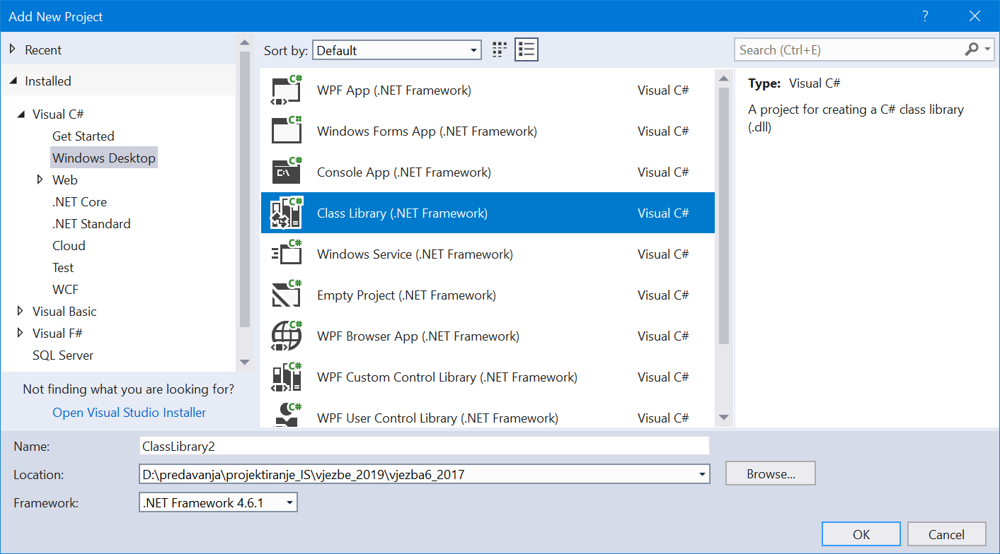 Add New Project
?
Recent
Installed
Visual C#
Get Started
Windows Desktop
Web
.NET Core
.NET Standard
Cloud
Test
WCF
Visual Basic
Visual F#
SQL Server
Not finding what you are looking for?
Open Visual Studio Installer
Sort by: Default
C# WPF App (.NET Framework) Visual C#
C# Windows Forms App (.NET Framework) Visual C#
C# C:\ Console App (.NET Framework) Visual C#
C# Class Library (.NET Framework) Visual C#
C# Windows Service (.NET Framework) Visual C#
C# Empty Project (.NET Framework) Visual C#
C# WPF Browser App (.NET Framework) Visual C#
C# WPF Custom Control Library (.NET Framework) Visual C#
C# WPF User Control Library (.NET Framework) Visual C#
Search (Ctrl+E)
Type: Visual C#
A project for creating a C# class library
(.dll)
Name: ClassLibrary2
Location: D:\predavanja\projektiranje_IS\vjezbe_2019\vjezba6_2017 Browse...
Framework: .NET Framework 4.6.1
OK Cancel